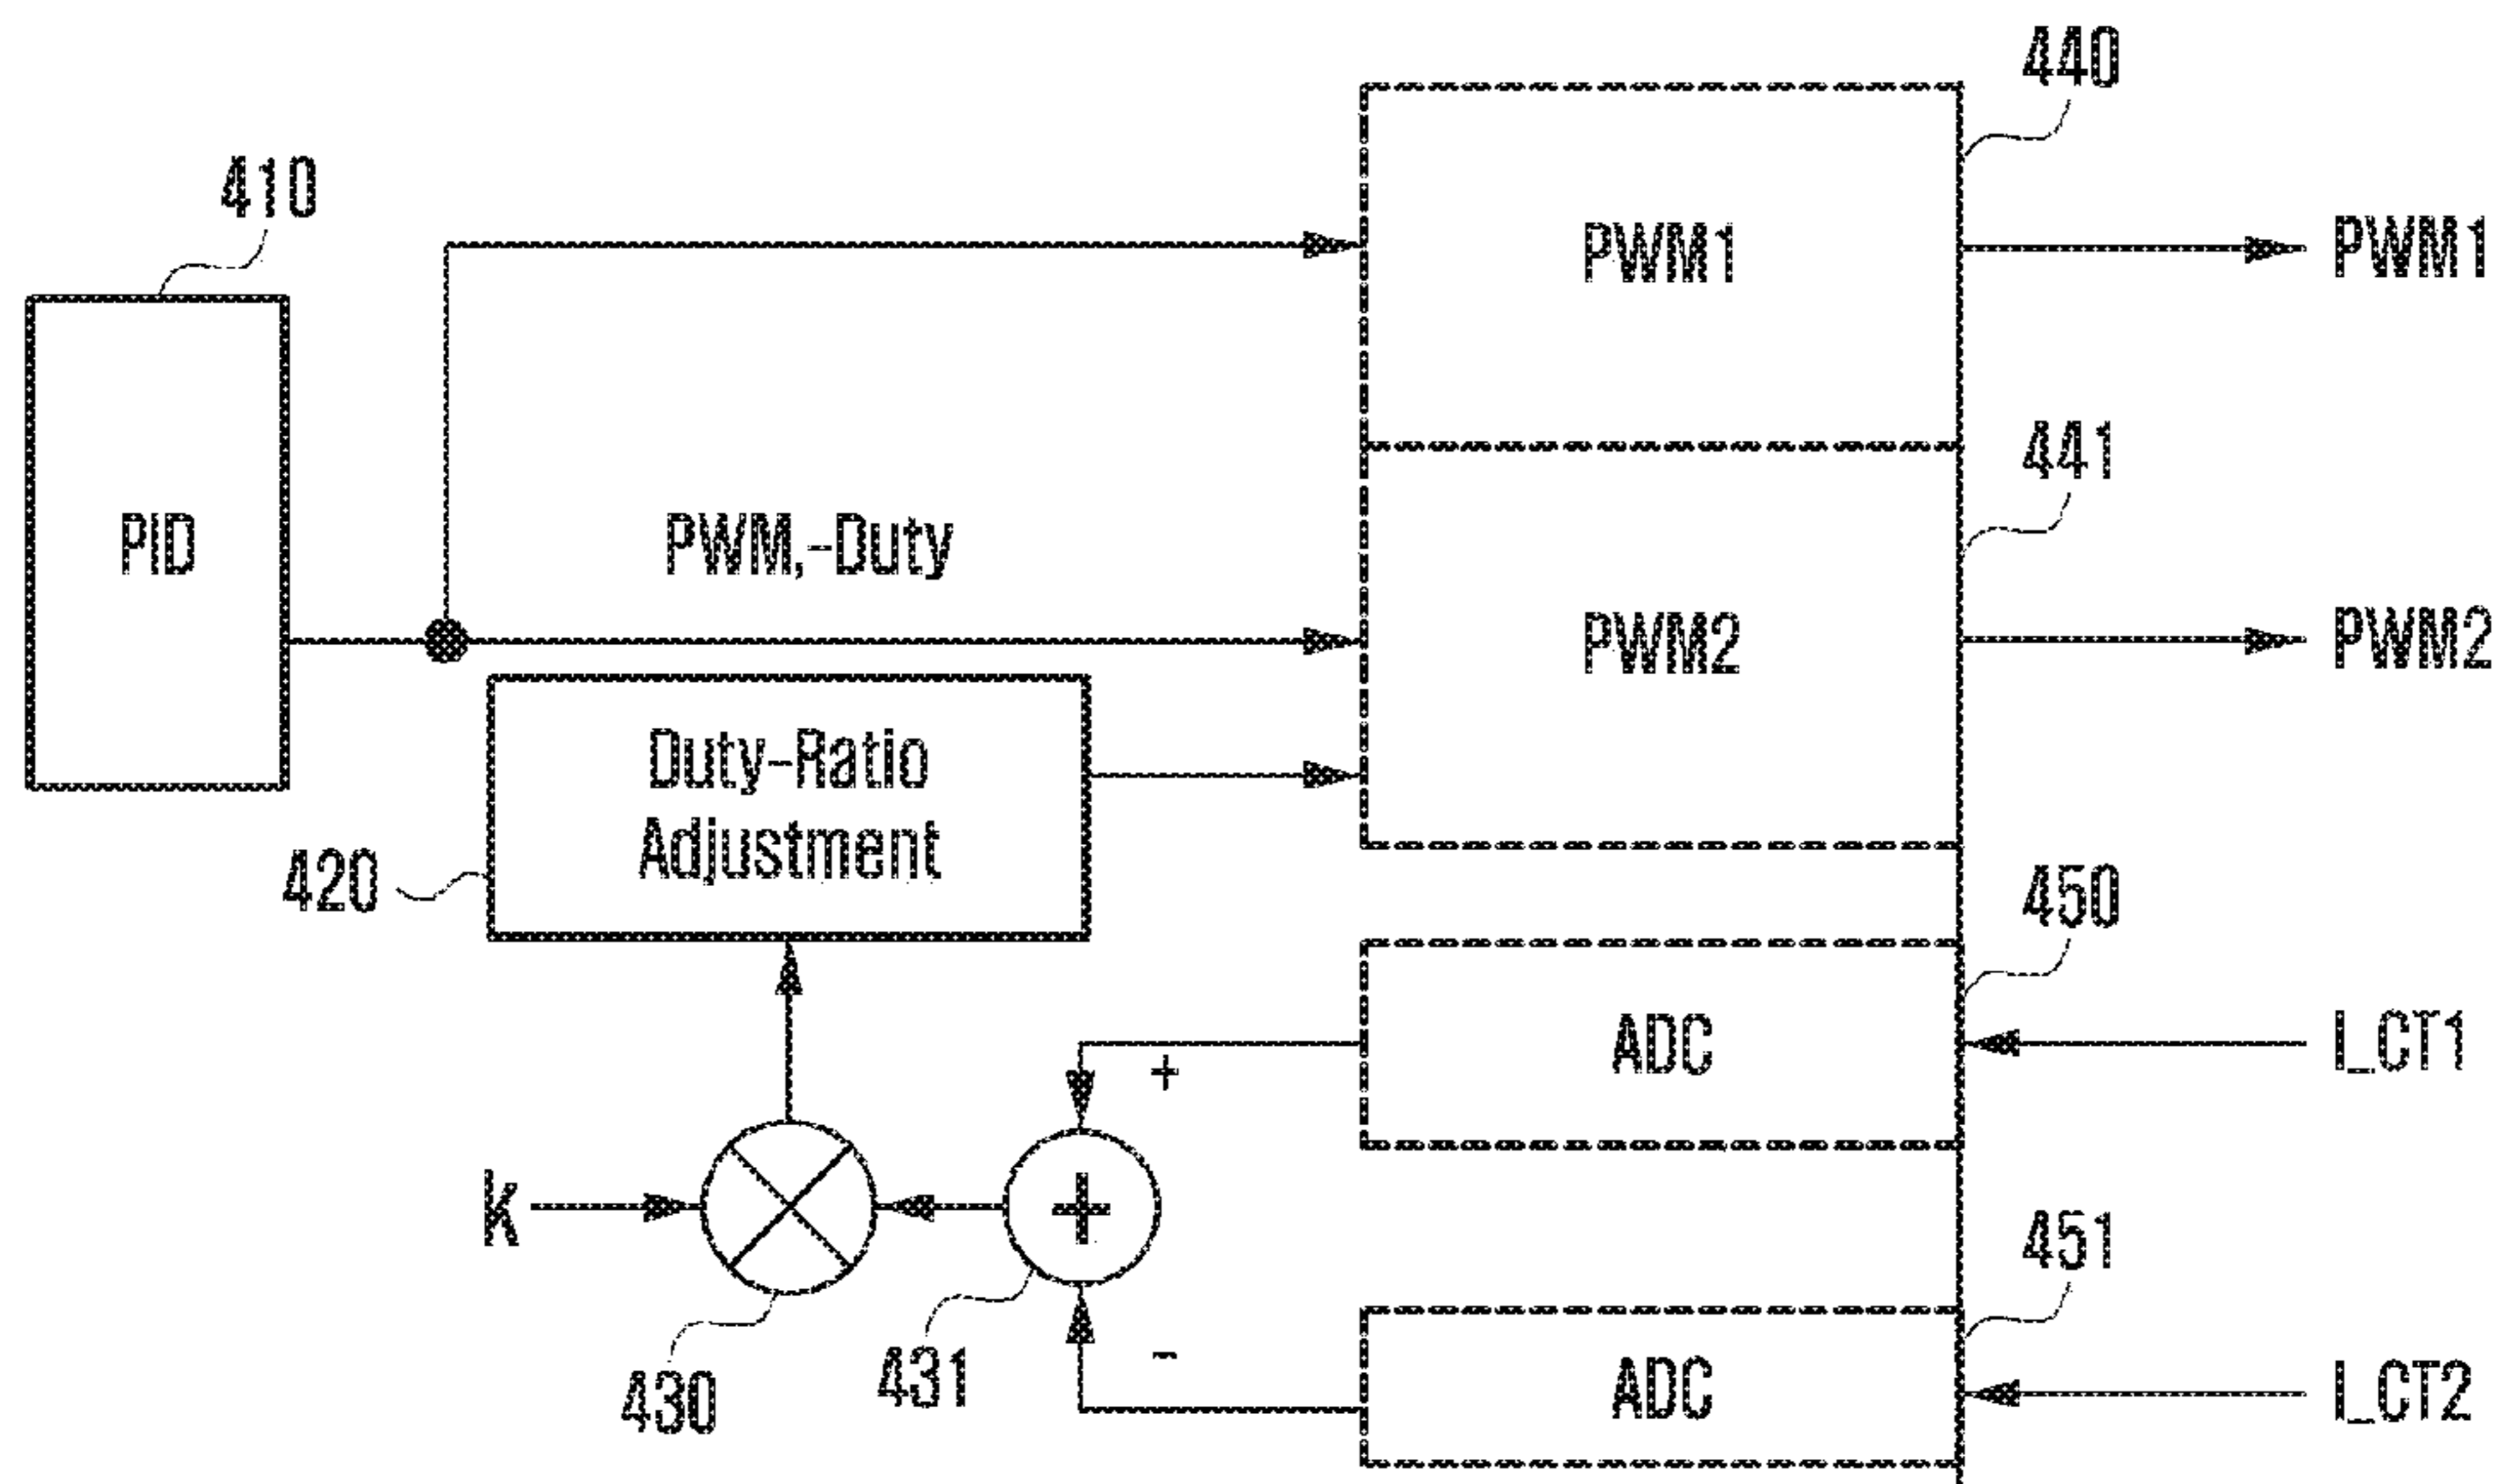 440
410
PWM1
PWM1
441
PID
PWM,-Duty
PWM2
PWM2
Duty-Ratio
Adjustment
420
450
ADC
I_CT1
+
k
+
451
-
430
431
ADC
I_CT2